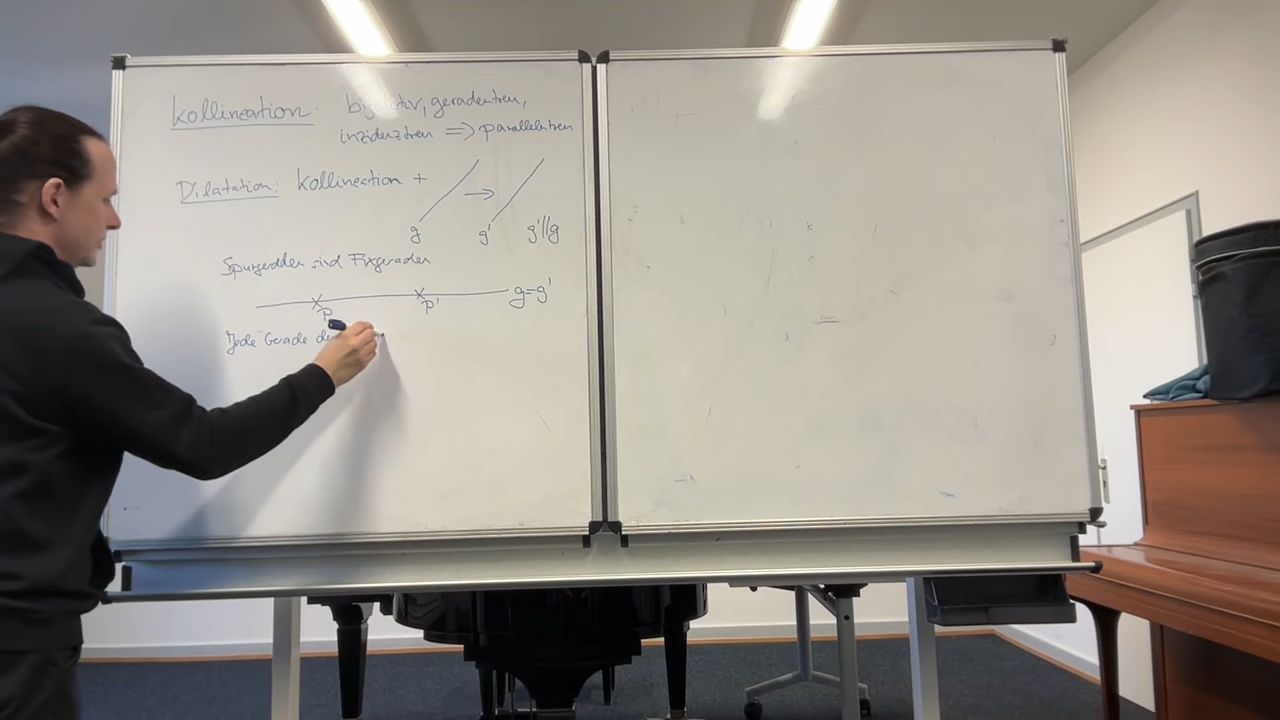 Kollineation: bijektiv, geradentreu,
inzidenztreu => parallelentreu
Dilatation: Kollineation +
g → g' g'//g
Spurgeraden sind Fixgeraden
P P' g=g'
Jede Gerade